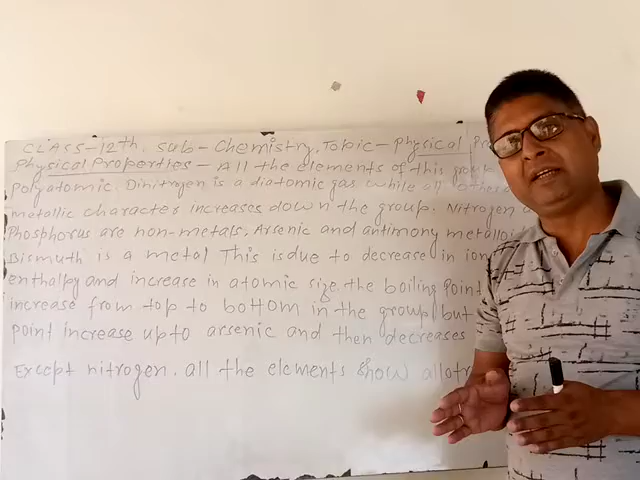 CLASS-12th. Sub-Chemistry. Topic-Physical Pro
Physical Properties - All the elements of this group
Polyatomic. Dinitrogen is a diatomic gas while all others
metallic character increases down the group. Nitrogen a
Phosphorus are non-metals, Arsenic and antimony metalloi
Bismuth is a metal This is due to decrease in ion
enthalpy and increase in atomic size the boiling Point
increase from top to bottom in the group but
point increase upto arsenic and then decreases
Except nitrogen. all the elements show allotr